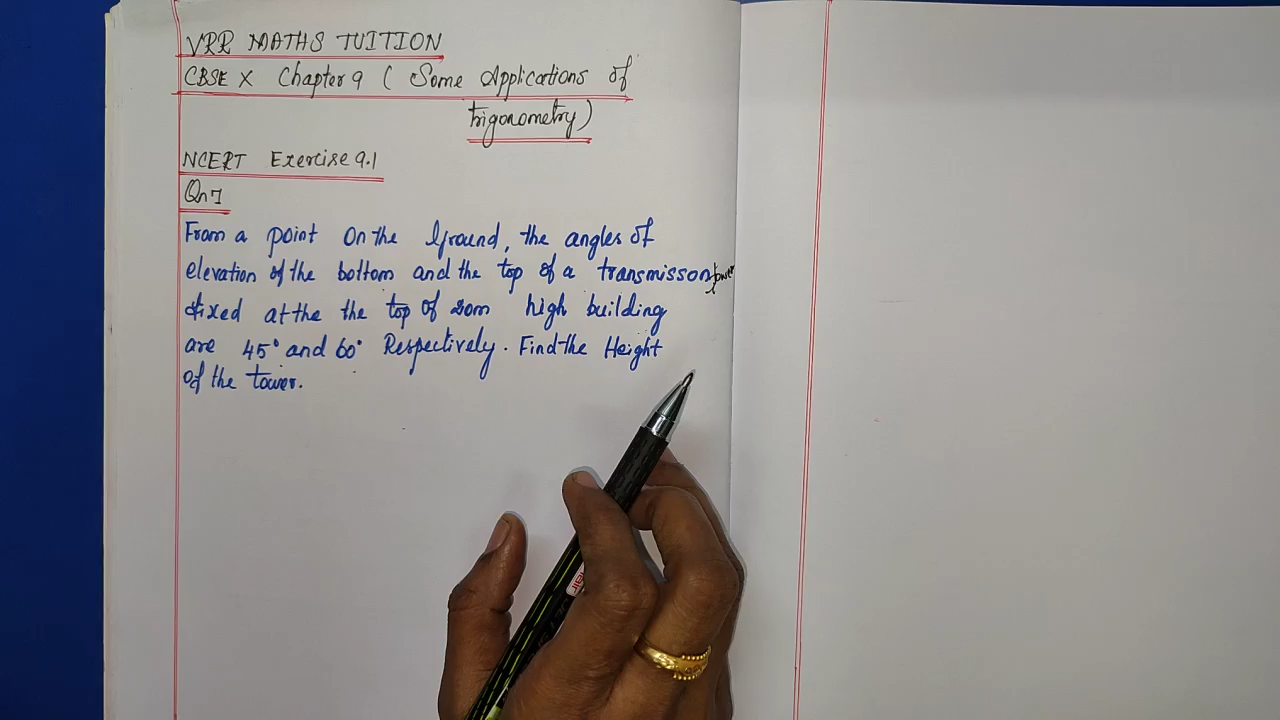 VRR MATHS TUITION
CBSE X Chapter 9 ( Some Applications of
trigonometry)
NCERT Exercise 9.1
Qn 7
From a point on the Ground, the angles of
elevation of the bottom and the top of a transmisson tower
fixed at the the top of 20m high building
are 45° and 60° Respectively. Find the Height
of the tower.